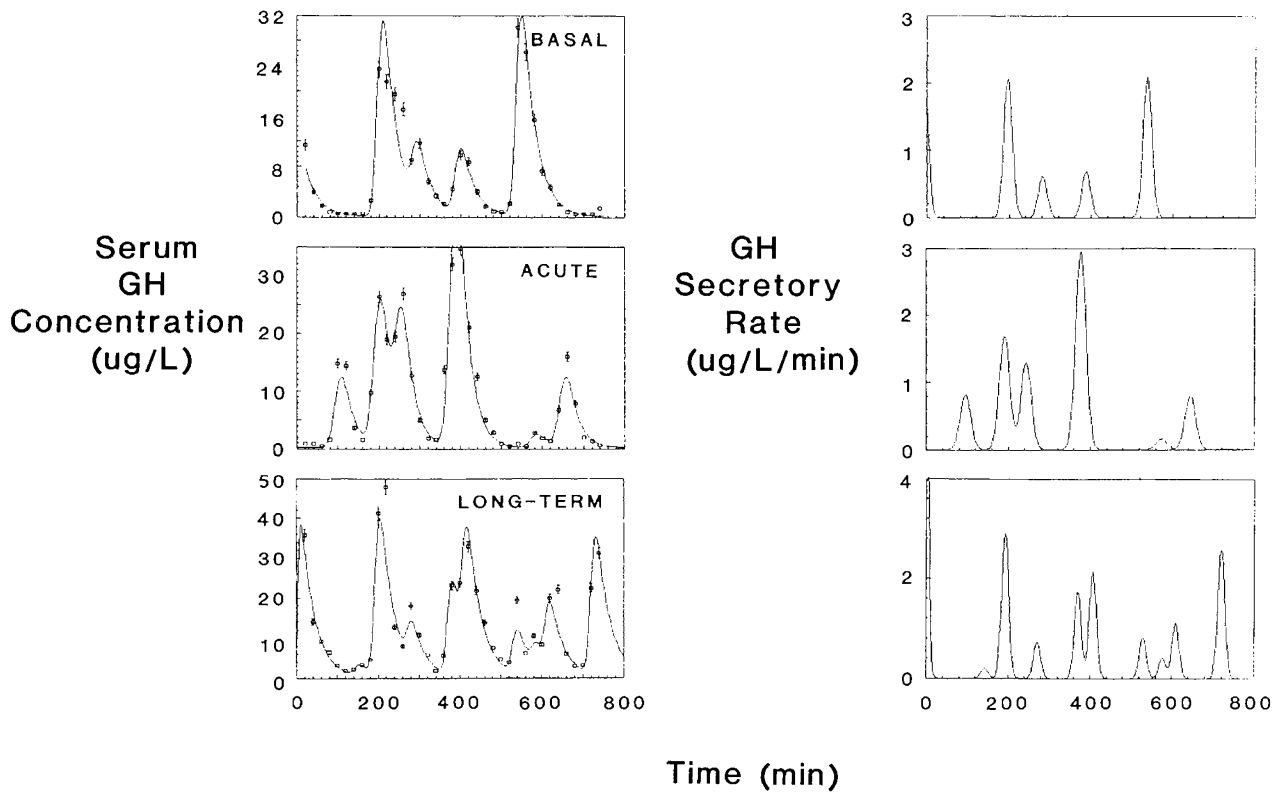 32
24
16
8
0
BASAL
3
2
1
0
Serum
GH
Concentration
(ug/L)
30
20
10
0
ACUTE
GH
Secretory
Rate
(ug/L/min)
3
2
1
0
50
40
30
20
10
0
LONG-TERM
0 200 400 600 800
4
2
0
0 200 400 600 800
Time (min)